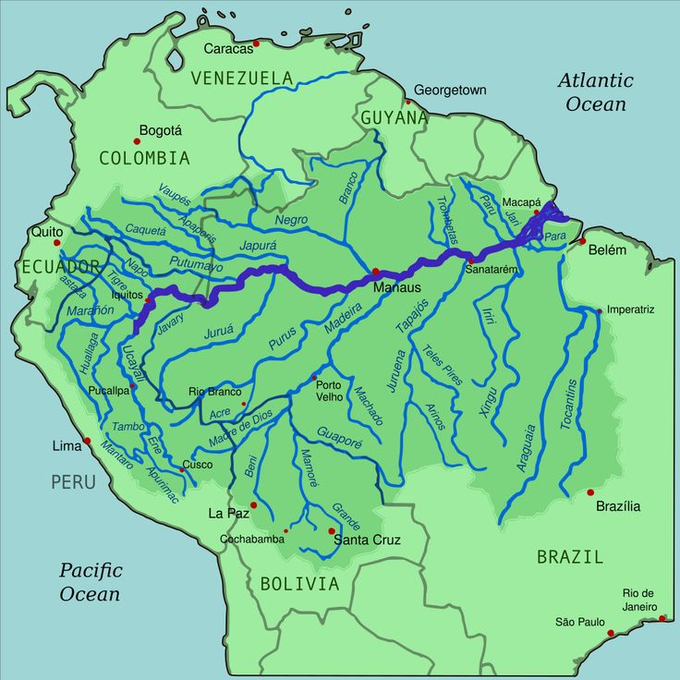 Caracas
VENEZUELA
Georgetown
Atlantic
Ocean
GUYANA
Bogotá
COLOMBIA
Vaupés
Branco
Negro
Trombetas
Paru
Jari
Macapá
Para
Belém
Quito
Caquetá
Apaporis
Japurá
ECUADOR
Napo
Putumayo
Tigre
astaza
Iquitos
Manaus
Sanatarém
Marañón
Javary
Juruá
Purus
Madeira
Tapajós
Iriri
Imperatriz
Huallaga
Ucayali
Pucallpa
Rio Branco
Acre
Porto
Velho
Machado
Juruena
Teles Pires
Arinos
Xingu
Araguaia
Tocantins
Tambo
Ene
Madre de Dios
Guaporé
Lima
Mantaro
Apurimac
Cusco
Beni
Mamoré
Grande
PERU
La Paz
Cochabamba
Santa Cruz
Brazília
BRAZIL
Pacific
Ocean
BOLIVIA
Rio de
Janeiro
São Paulo